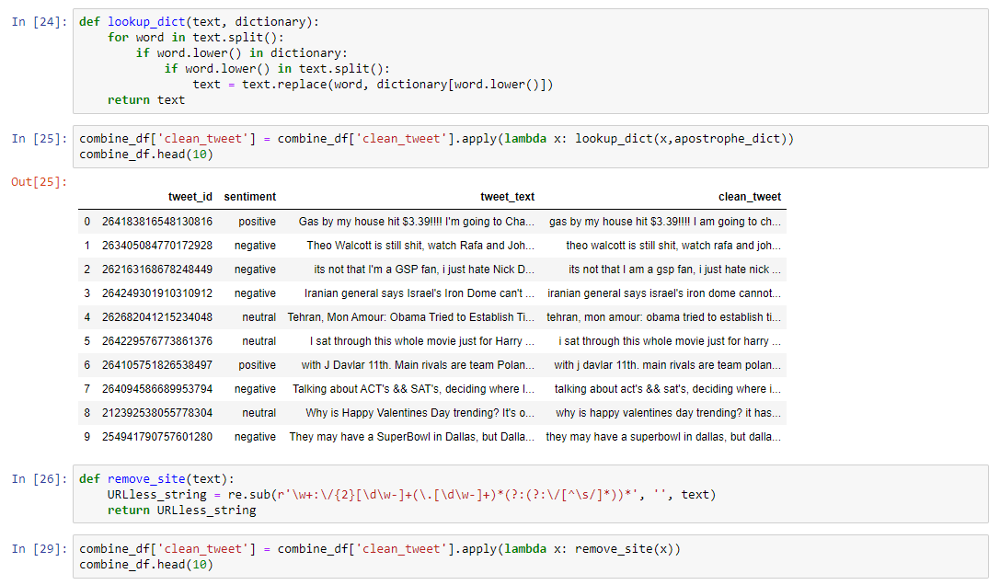 In [24]: def lookup_dict(text, dictionary):
    for word in text.split():
        if word.lower() in dictionary:
            if word.lower() in text.split():
                text = text.replace(word, dictionary[word.lower()])
    return text
In [25]: combine_df['clean_tweet'] = combine_df['clean_tweet'].apply(lambda x: lookup_dict(x,apostrophe_dict))
combine_df.head(10)
Out[25]:
tweet_id sentiment tweet_text clean_tweet
0 264183816548130816 positive Gas by my house hit $3.39!!!! I'm going to Cha... gas by my house hit $3.39!!!! I am going to ch...
1 263405084770172928 negative Theo Walcott is still shit, watch Rafa and Joh... theo walcott is still shit, watch rafa and joh...
2 262163168678248449 negative its not that I'm a GSP fan, i just hate Nick D... its not that I am a gsp fan, i just hate nick ...
3 264249301910310912 negative Iranian general says Israel's Iron Dome can't ... iranian general says israel's iron dome cannot...
4 262682041215234048 neutral Tehran, Mon Amour: Obama Tried to Establish Ti... tehran, mon amour: obama tried to establish ti...
5 264229576773861376 neutral I sat through this whole movie just for Harry ... i sat through this whole movie just for harry ...
6 264105751826538497 positive with J Davlar 11th. Main rivals are team Polan... with j davlar 11th. main rivals are team polan...
7 264094586689953794 negative Talking about ACT's && SAT's, deciding where I... talking about act's && sat's, deciding where i...
8 212392538055778304 neutral Why is Happy Valentines Day trending? It's o... why is happy valentines day trending? it has...
9 254941790757601280 negative They may have a SuperBowl in Dallas, but Dalla... they may have a superbowl in dallas, but dalla...
In [26]: def remove_site(text):
    URLless_string = re.sub(r'\w+:\/{2}[\d\w-]+(\.[\d\w-]+)*(?:(?:\/[^\s/]*))*', '', text)
    return URLless_string
In [29]: combine_df['clean_tweet'] = combine_df['clean_tweet'].apply(lambda x: remove_site(x))
combine_df.head(10)